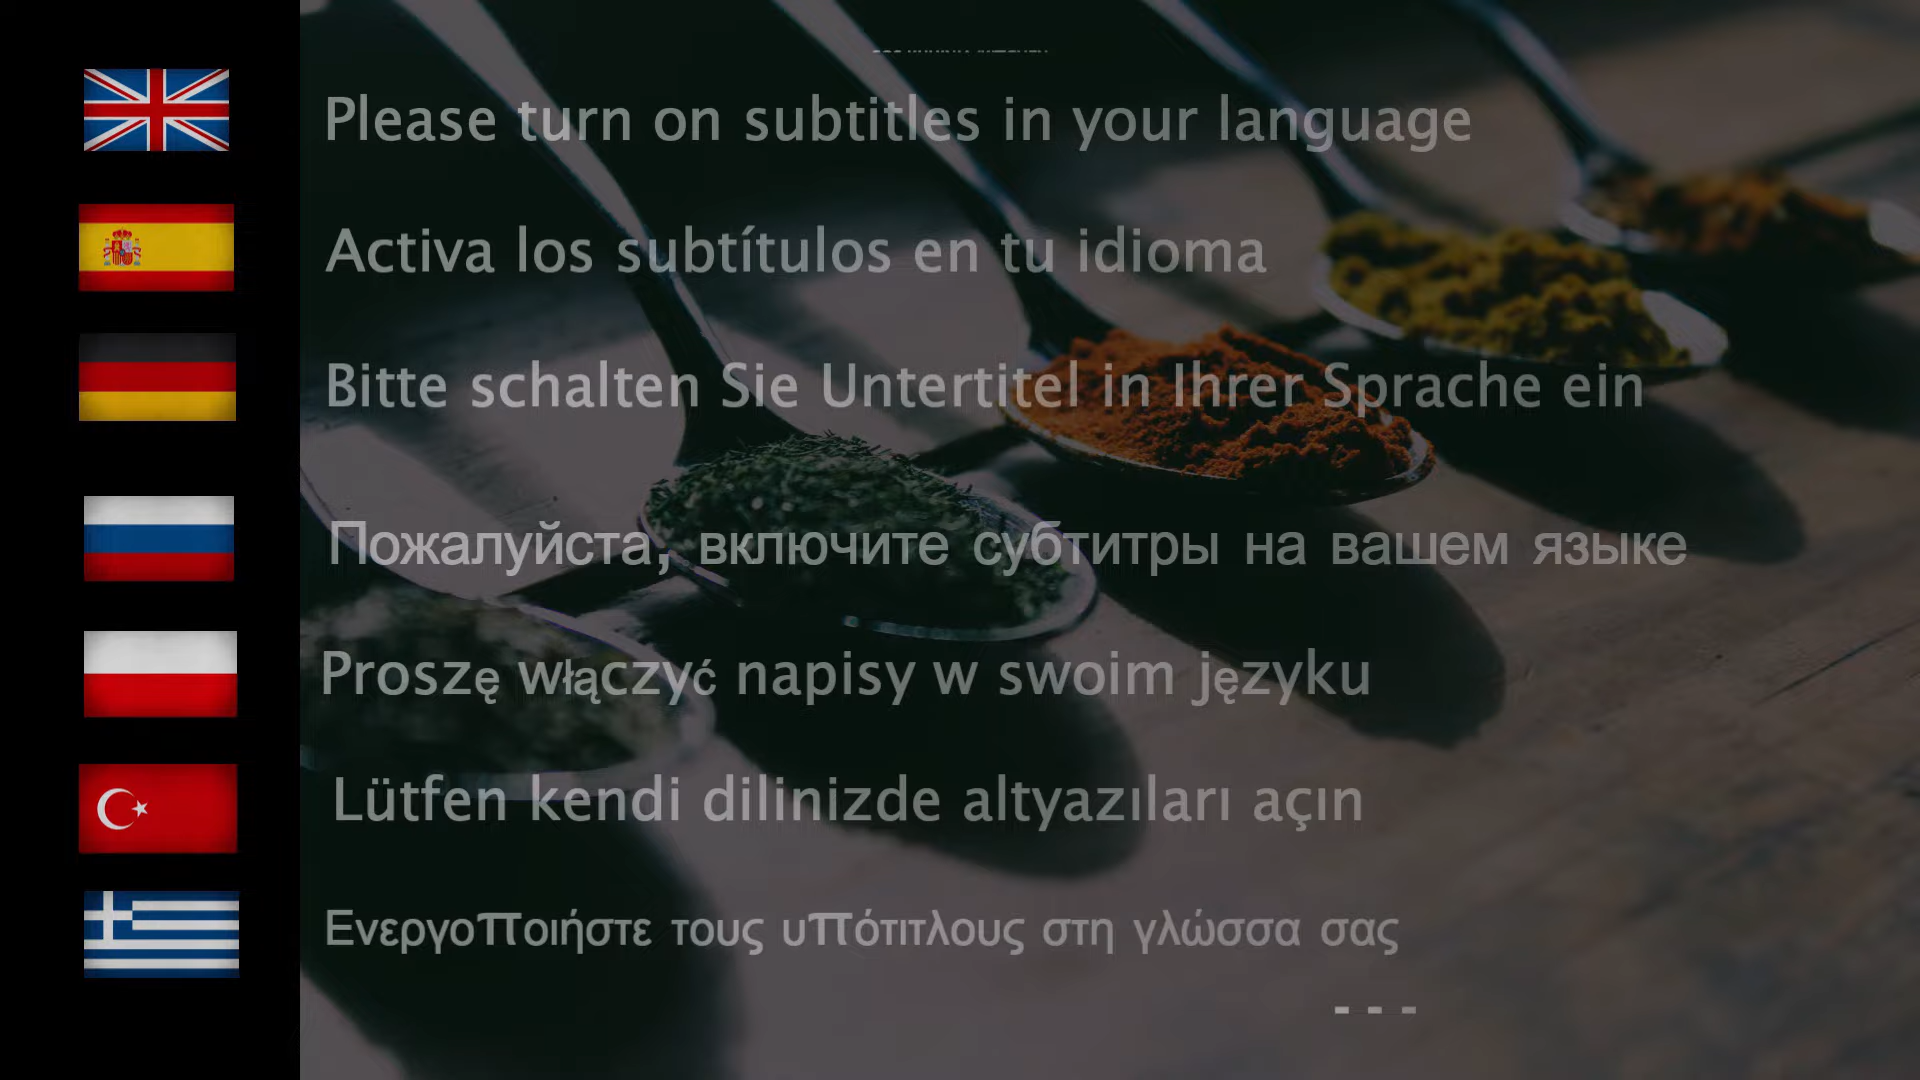 Please turn on subtitles in your language
Activa los subtítulos en tu idioma
Bitte schalten Sie Untertitel in Ihrer Sprache ein
Пожалуйста, включите субтитры на вашем языке
Proszę włączyć napisy w swoim języku
Lütfen kendi dilinizde altyazıları açın
Ενεργοποιήστε τους υπότιτλους στη γλώσσα σας
---